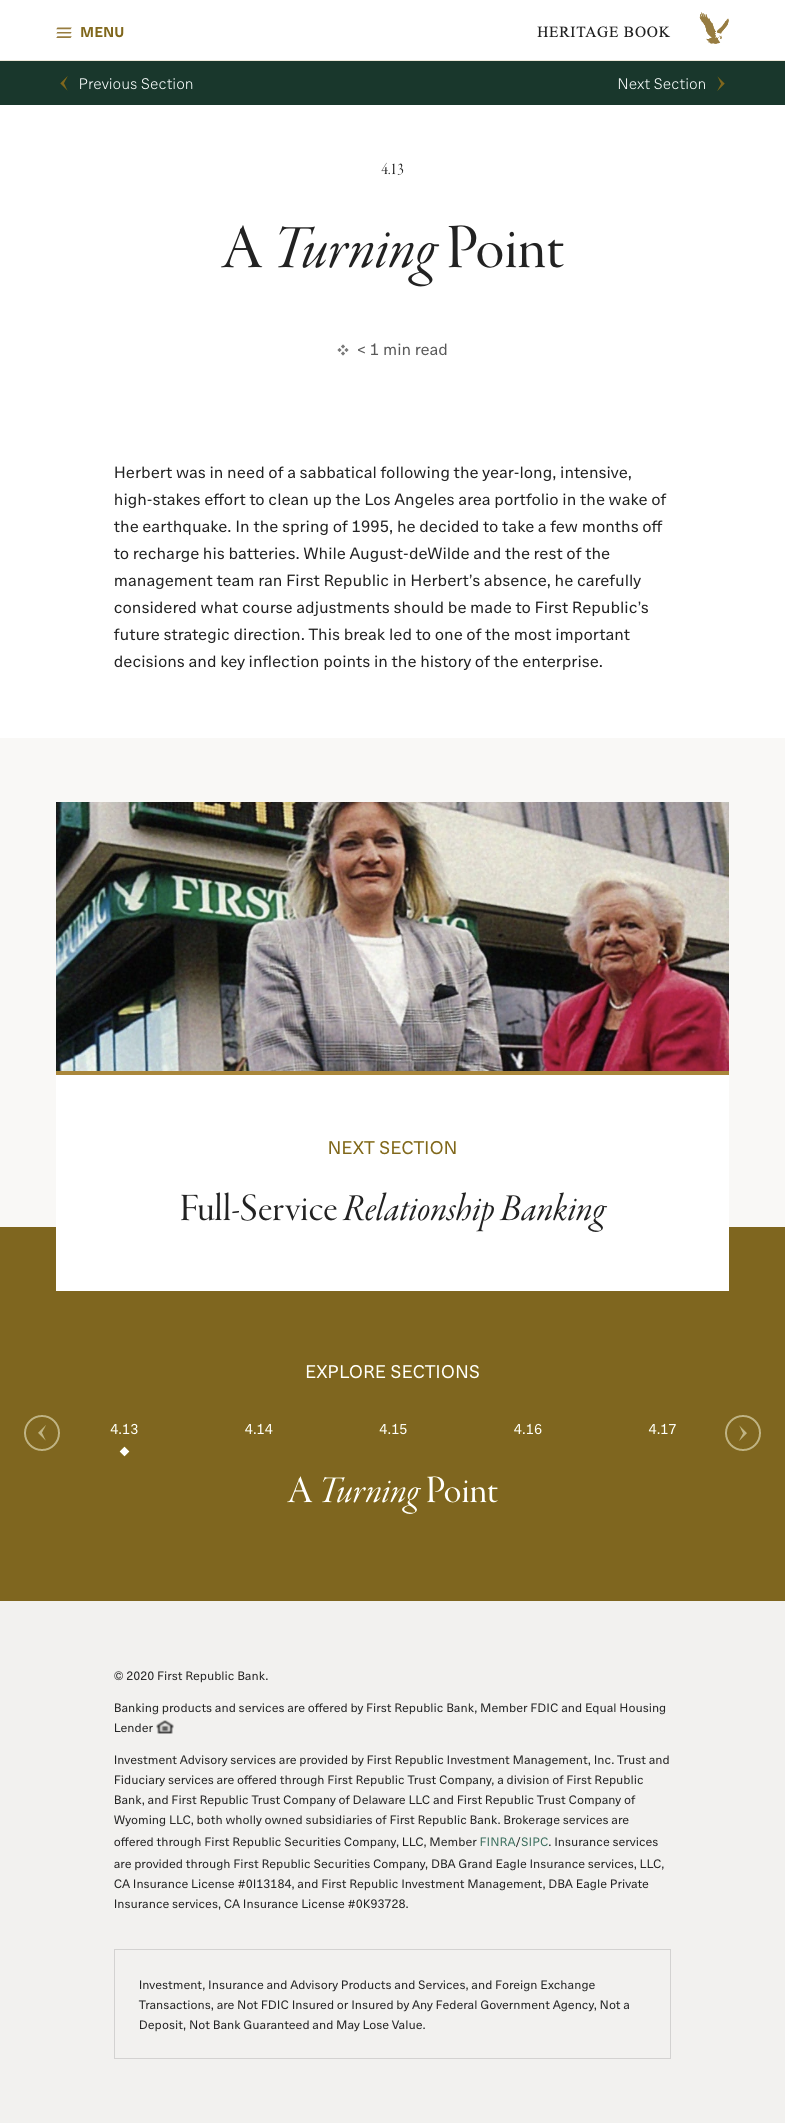 MENU
HERITAGE BOOK
Previous Section
Next Section
4.13
A Turning Point
< 1 min read
Herbert was in need of a sabbatical following the year-long, intensive,
high-stakes effort to clean up the Los Angeles area portfolio in the wake of
the earthquake. In the spring of 1995, he decided to take a few months off
to recharge his batteries. While August-deWilde and the rest of the
management team ran First Republic in Herbert's absence, he carefully
considered what course adjustments should be made to First Republic's
future strategic direction. This break led to one of the most important
decisions and key inflection points in the history of the enterprise.
PUBLIC
FIRST
NEXT SECTION
Full-Service Relationship Banking
EXPLORE SECTIONS
4.13
4.14
4.15
4.16
4.17
A Turning Point
© 2020 First Republic Bank.
Banking products and services are offered by First Republic Bank, Member FDIC and Equal Housing
Lender
Investment Advisory services are provided by First Republic Investment Management, Inc. Trust and
Fiduciary services are offered through First Republic Trust Company, a division of First Republic
Bank, and First Republic Trust Company of Delaware LLC and First Republic Trust Company of
Wyoming LLC, both wholly owned subsidiaries of First Republic Bank. Brokerage services are
offered through First Republic Securities Company, LLC, Member FINRA/SIPC. Insurance services
are provided through First Republic Securities Company, DBA Grand Eagle Insurance services, LLC,
CA Insurance License #0I13184, and First Republic Investment Management, DBA Eagle Private
Insurance services, CA Insurance License #0K93728.
Investment, Insurance and Advisory Products and Services, and Foreign Exchange
Transactions, are Not FDIC Insured or Insured by Any Federal Government Agency, Not a
Deposit, Not Bank Guaranteed and May Lose Value.